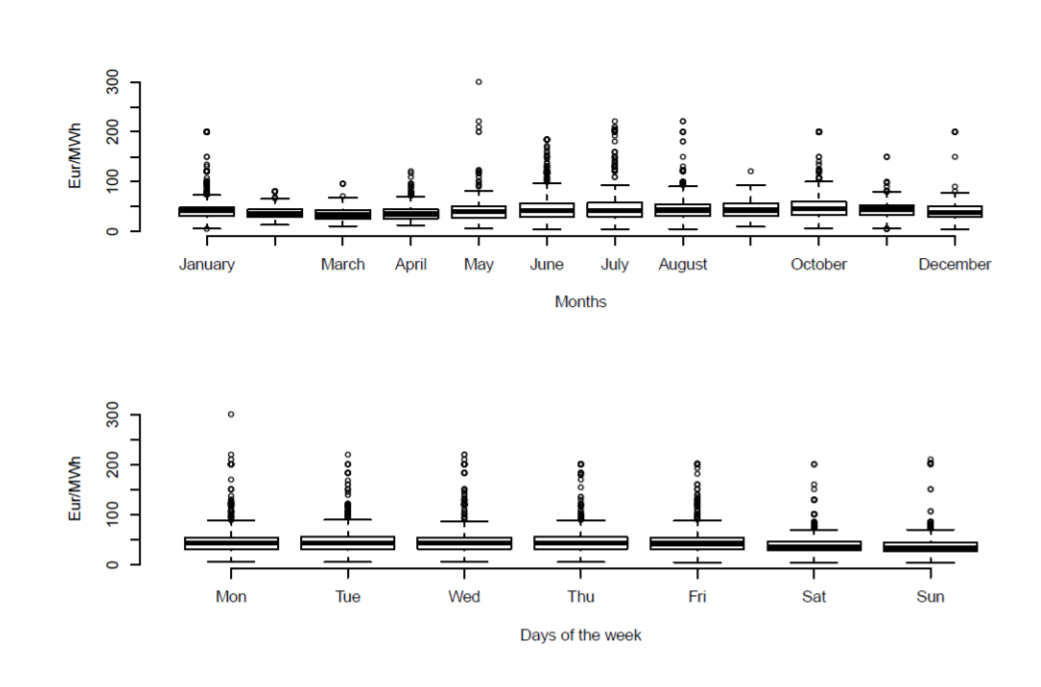 300
200
100
0
Eur/MWh
January March April May June July August October December
Months
300
200
100
0
Eur/MWh
Mon Tue Wed Thu Fri Sat Sun
Days of the week